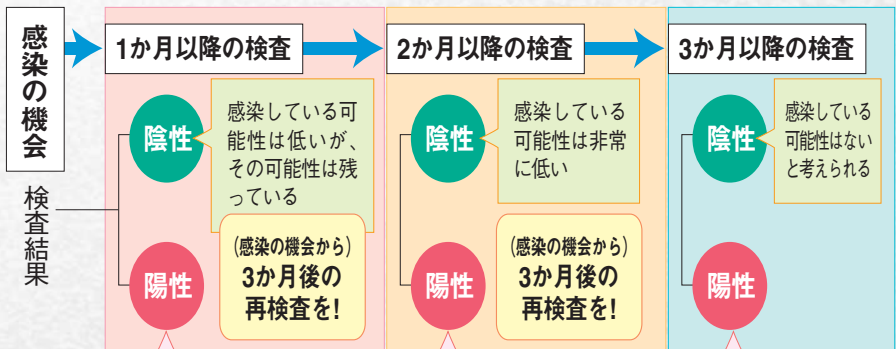 感染の機会
検査結果
1か月以降の検査
陰性
感染している可
能性は低いが、
その可能性は残
っている
(感染の機会から)
3か月後の
再検査を!
陽性
2か月以降の検査
陰性
感染している
可能性は非常
に低い
(感染の機会から)
3か月後の
再検査を!
陽性
3か月以降の検査
陰性
感染している
可能性はない
と考えられる
陽性